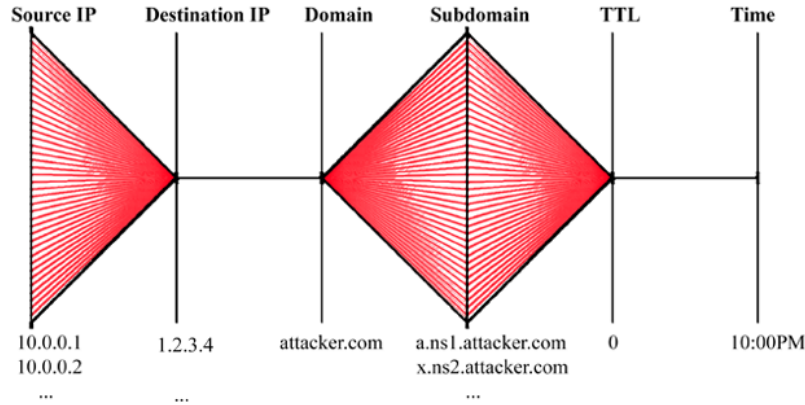 Source IP Destination IP Domain Subdomain TTL Time
10.0.0.1 1.2.3.4 attacker.com a.ns1.attacker.com 0 10:00PM
10.0.0.2 x.ns2.attacker.com
... ... ...